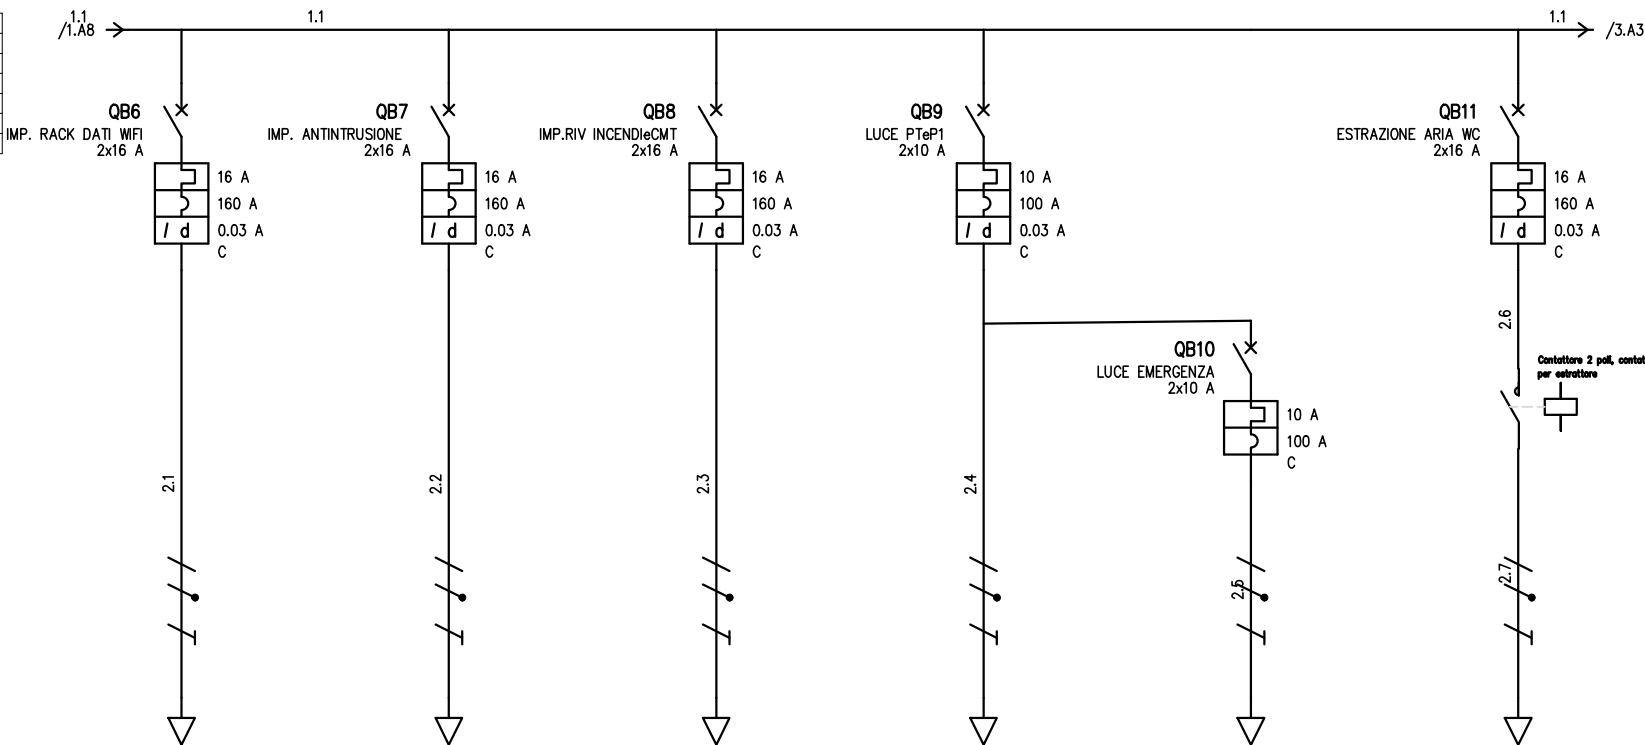 1.1
/1.A8
1.1
1.1
/3.A3
QB6
IMP. RACK DATI WIFI
2x16 A
16 A
160 A
I d 0.03 A
C
2.1
QB7
IMP. ANTINTRUSIONE
2x16 A
16 A
160 A
I d 0.03 A
C
2.2
QB8
IMP.RIV INCENDIeCMT
2x16 A
16 A
160 A
I d 0.03 A
C
2.3
QB9
LUCE PTeP1
2x10 A
10 A
100 A
I d 0.03 A
C
2.4
QB10
LUCE EMERGENZA
2x10 A
10 A
100 A
C
2.5
QB11
ESTRAZIONE ARIA WC
2x16 A
16 A
160 A
I d 0.03 A
C
2.6
Contattore 2 poli, contat
per estrattore
2.7